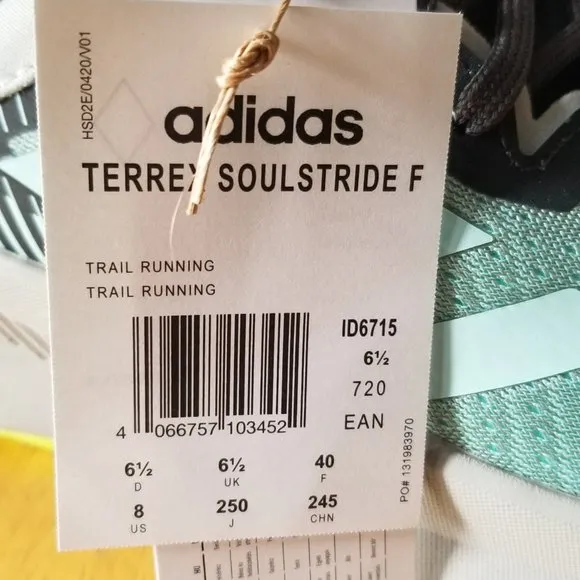 HSD2E/0420/V01
adidas
TERREX SOULSTRIDE F
TRAIL RUNNING
TRAIL RUNNING
ID6715
6½
720
EAN
4 066757 103452
PO# 131983970
6½ 6½ 40
D UK F
8 250 245
US J CHN